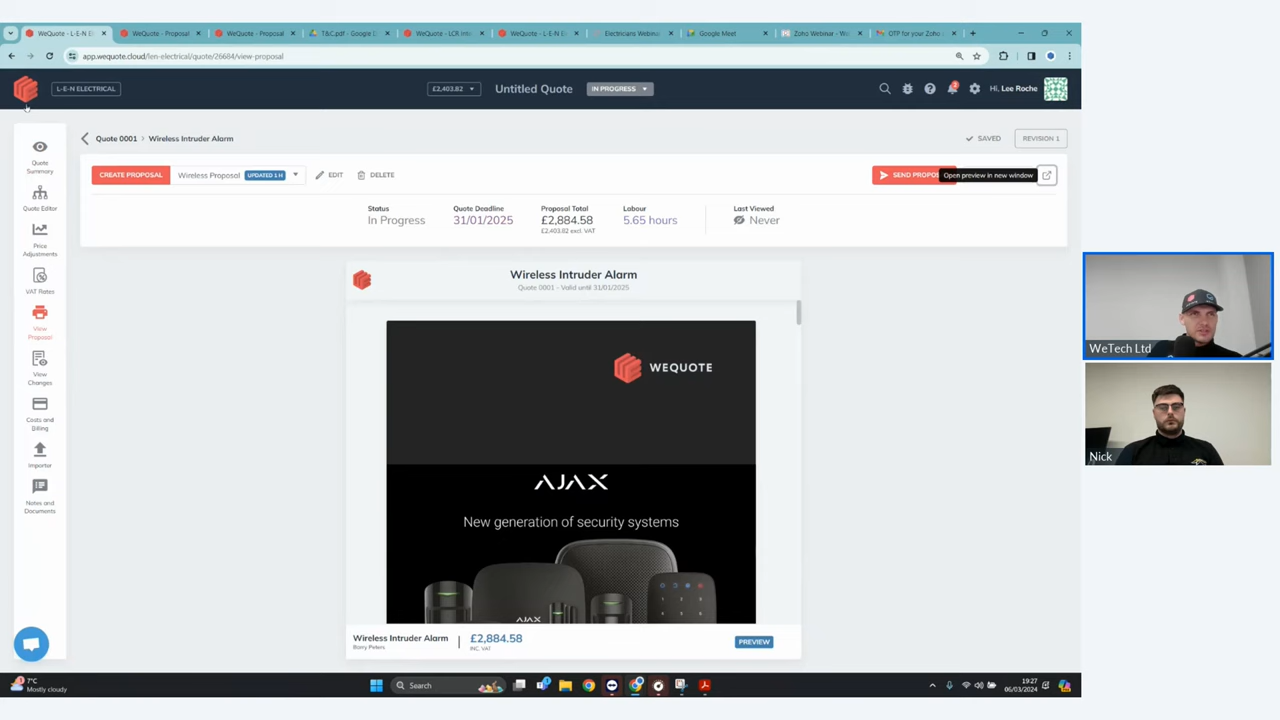 WeQuote - L-E-N El
WeQuote - Proposal
WeQuote - Proposal
T&C.pdf - Google D
WeQuote - LCR Inte
WeQuote - L-E-N E
Electricians Webina
Google Meet
Zoho Webinar - Wo
OTP for your Zoho
app.wequote.cloud/len-electrical/quote/26684/view-proposal
L-E-N ELECTRICAL
£2,403.82
Untitled Quote
IN PROGRESS
Hi, Lee Roche
Quote 0001 > Wireless Intruder Alarm
SAVED
REVISION 1
CREATE PROPOSAL
Wireless Proposal
UPDATED 1 H
EDIT
DELETE
SEND PROPOS
Open preview in new window
Status
In Progress
Quote Deadline
31/01/2025
Proposal Total
£2,884.58
£2,403.82 excl. VAT
Labour
5.65 hours
Last Viewed
Never
Quote
Summary
Quote Editor
Price
Adjustments
VAT Rates
View
Proposal
View
Changes
Costs and
Billing
Importer
Notes and
Documents
Wireless Intruder Alarm
Quote 0001 - Valid until 31/01/2025
WEQUOTE
AJAX
New generation of security systems
AJAX
Wireless Intruder Alarm
Barry Peters
£2,884.58
INC. VAT
PREVIEW
WeTech Ltd
Nick
7°C
Mostly cloudy
Search
19:27
06/03/2024